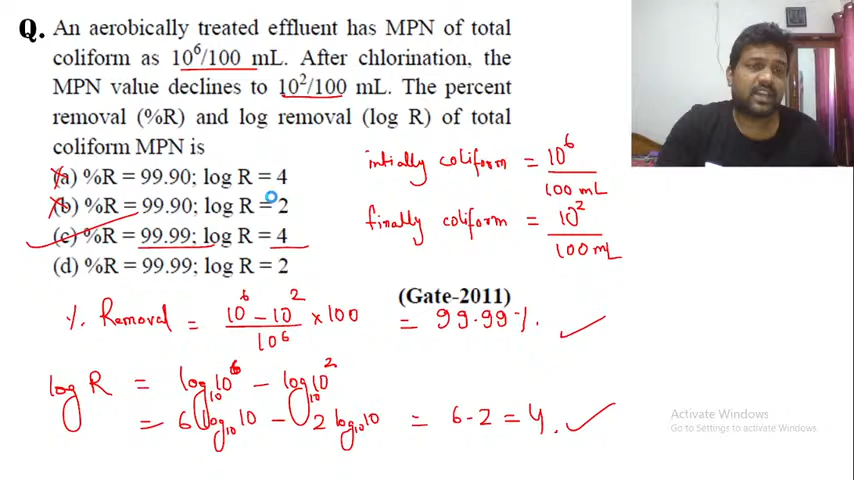 Q. An aerobically treated effluent has MPN of total
coliform as 10⁶/100 mL. After chlorination, the
MPN value declines to 10²/100 mL. The percent
removal (%R) and log removal (log R) of total
coliform MPN is
(a) %R = 99.90; log R = 4
(b) %R = 99.90; log R = 2
(c) %R = 99.99; log R = 4
(d) %R = 99.99; log R = 2
(Gate-2011)
intially coliform = 10⁶ / 100 mL
finally coliform = 10² / 100 mL
% Removal = (10⁶ - 10²) / 10⁶ × 100 = 99.99 %.
log R = log₁₀10⁶ - log₁₀10²
= 6 log₁₀10 - 2 log₁₀10 = 6-2 = 4.
Activate Windows
Go to Settings to activate Windows.